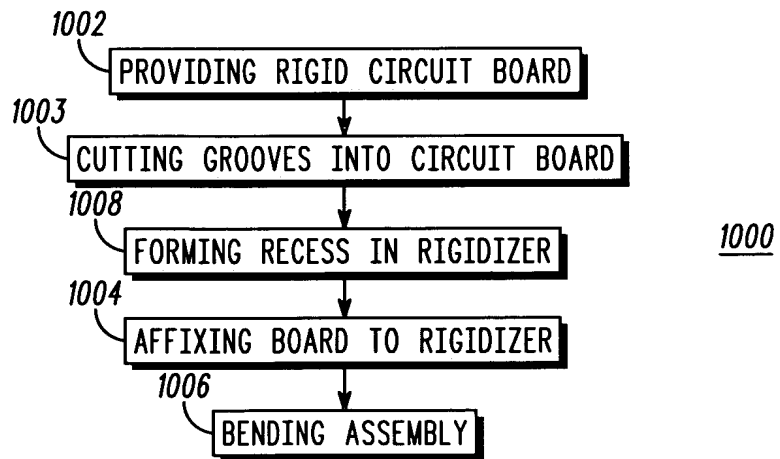 1002
PROVIDING RIGID CIRCUIT BOARD
1003
CUTTING GROOVES INTO CIRCUIT BOARD
1008
FORMING RECESS IN RIGIDIZER
1000
1004
AFFIXING BOARD TO RIGIDIZER
1006
BENDING ASSEMBLY